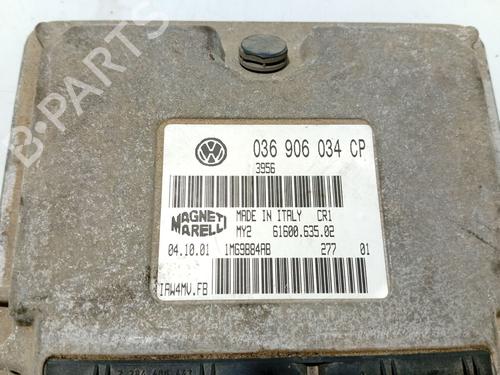 B-PARTS
036 906 034 CP
3956
MAGNETI MARELLI
MADE IN ITALY CR1
MY2 61600.635.02
04.10.01 1M69B84AB 277 01
IAW4MV.FB